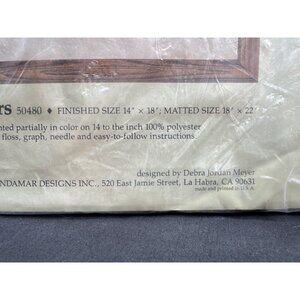 rs 50480 ♦ FINISHED SIZE 14" × 18"; MATTED SIZE 18" × 22"
nted partially in color on 14 to the inch 100% polyester
floss, graph, needle and easy-to-follow instructions.
designed by Debra Jordan Meyer
NDAMAR DESIGNS INC., 520 East Jamie Street, La Habra, CA 90631
made and printed in U.S.A.